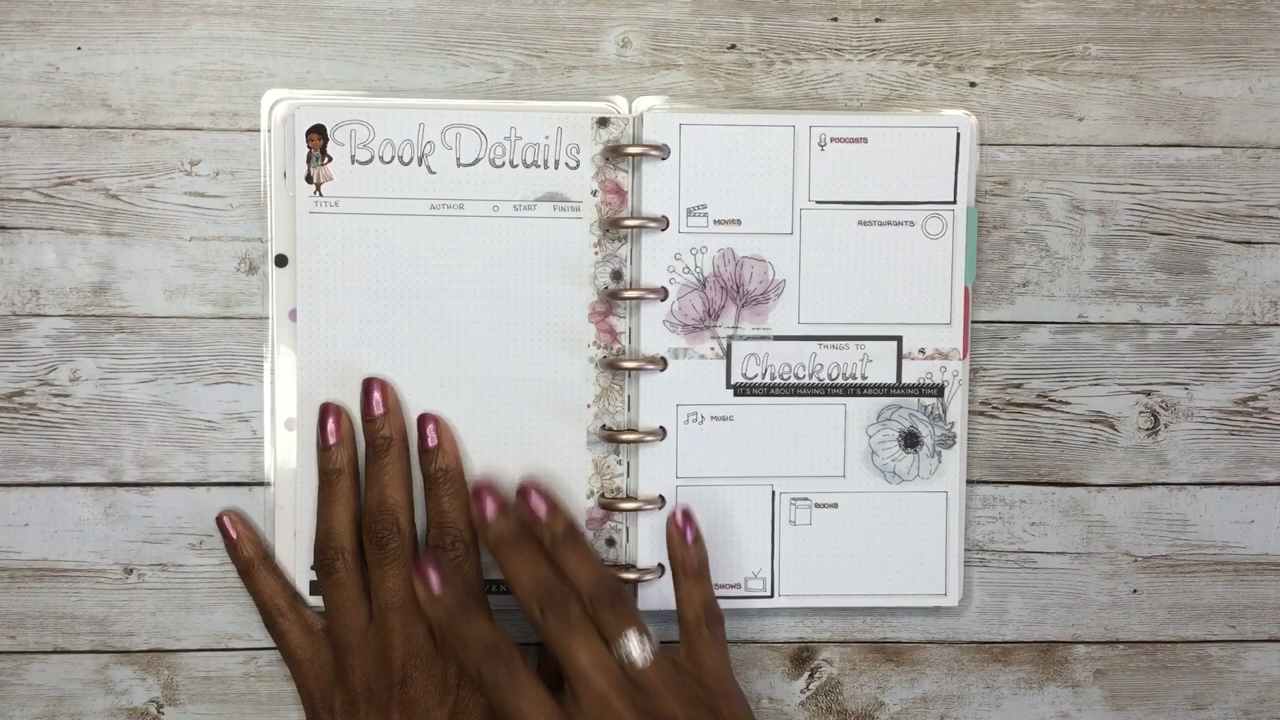 Book Details
TITLE AUTHOR START FINISH
PODCASTS
MOVIES
RESTAURANTS
THINGS TO
Checkout
IT'S NOT ABOUT HAVING TIME. IT'S ABOUT MAKING TIME
MUSIC
BOOKS
SHOWS